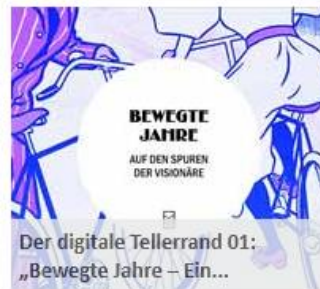 BEWEGTE
JAHRE
AUF DEN SPUREN
DER VISIONÄRE
Der digitale Tellerrand 01:
„Bewegte Jahre – Ein...